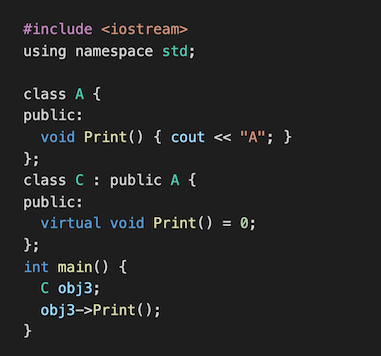 #include <iostream>
using namespace std;

class A {
public:
  void Print() { cout << "A"; }
};
class C : public A {
public:
  virtual void Print() = 0;
};
int main() {
  C obj3;
  obj3->Print();
}